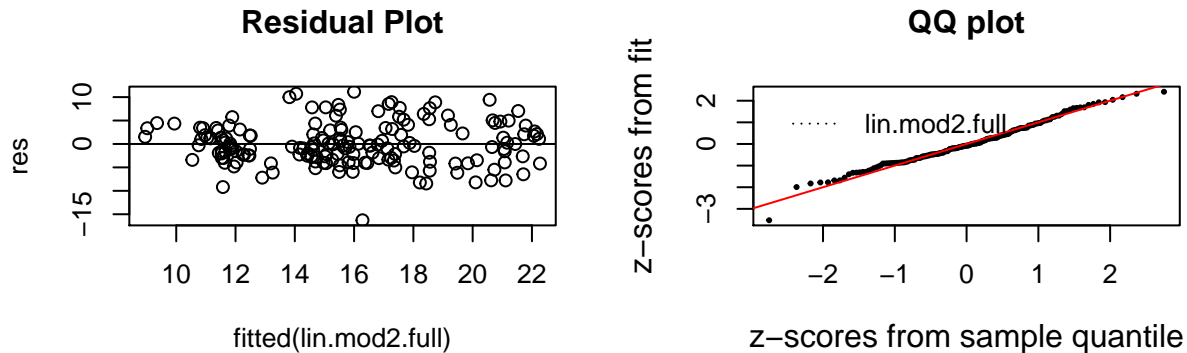 Residual Plot
res
−15
0
10
10
12
14
16
18
20
22
fitted(lin.mod2.full)
QQ plot
z−scores from fit
−3
0
2
lin.mod2.full
−2
−1
0
1
2
z−scores from sample quantile